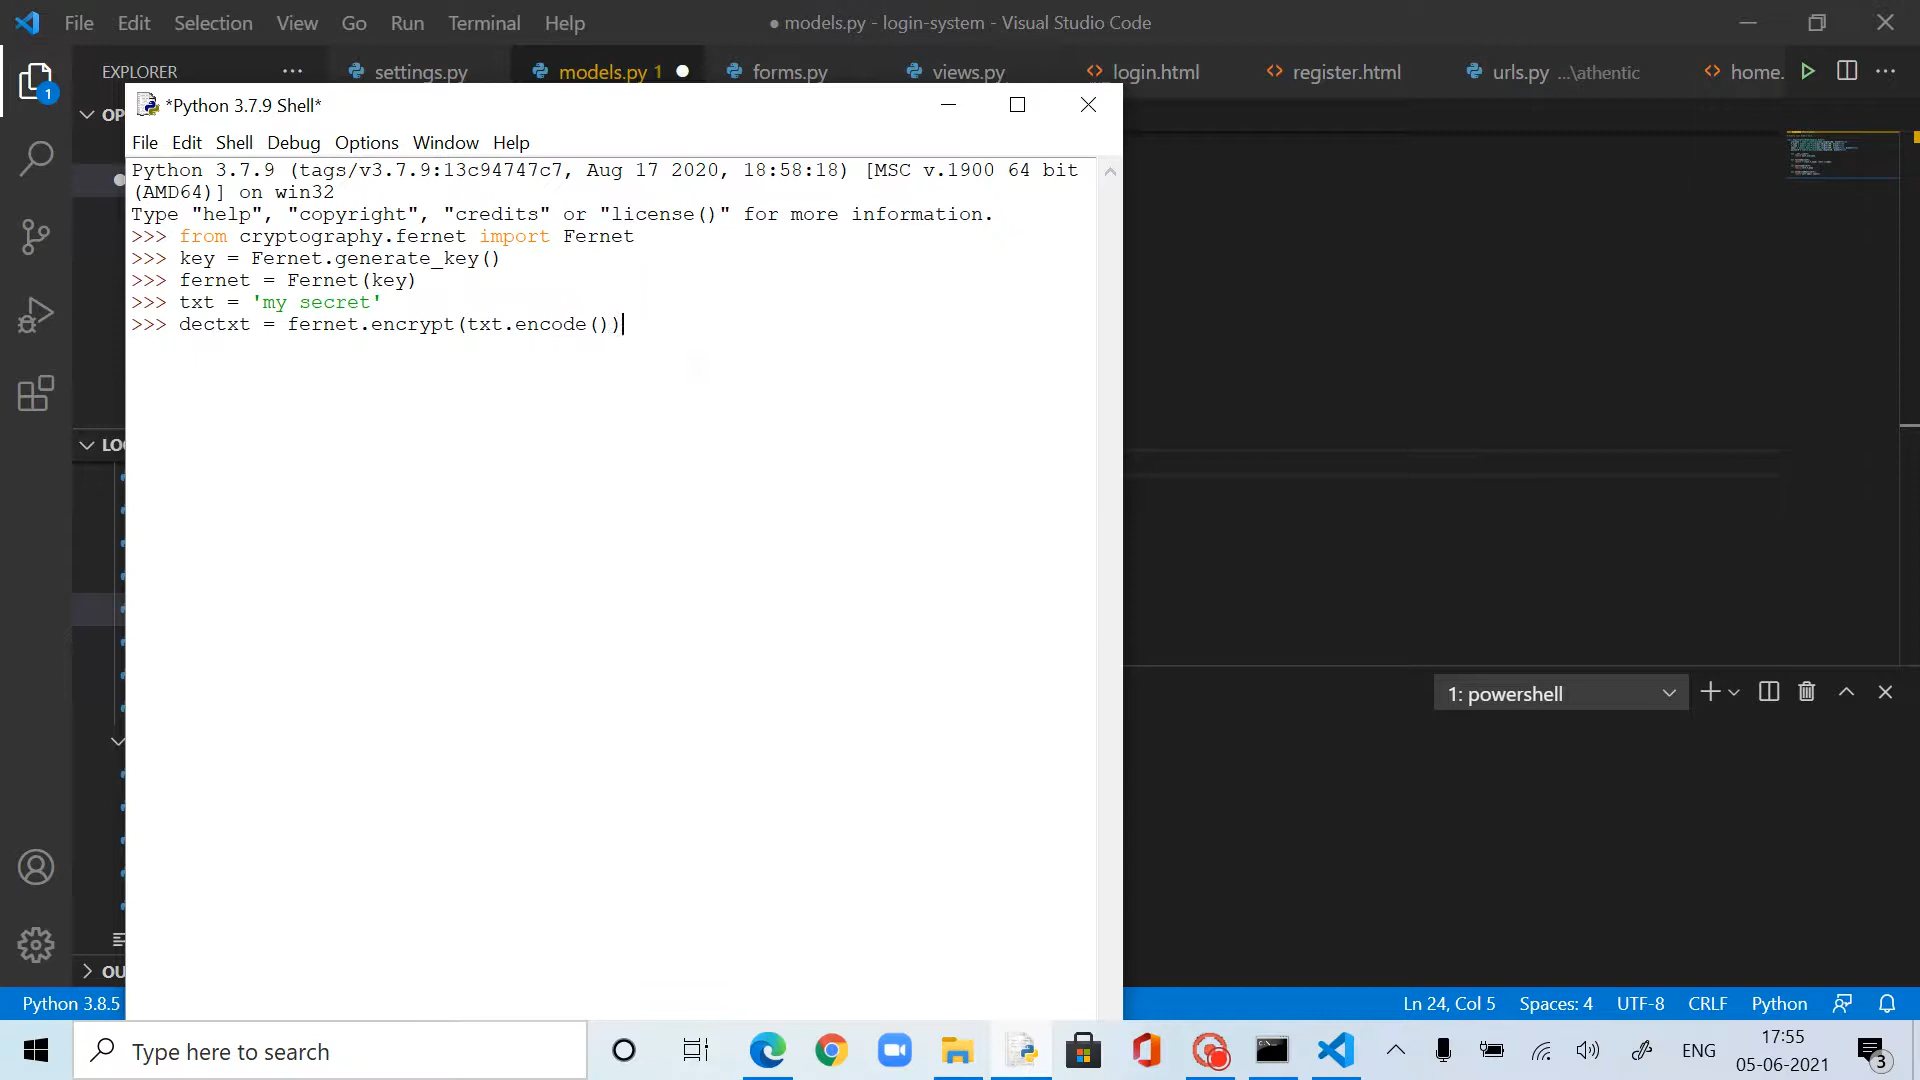 File Edit Selection View Go Run Terminal Help
● models.py - login-system - Visual Studio Code
EXPLORER
settings.py
models.py 1
forms.py
views.py
login.html
register.html
urls.py ...\athentic
home.
OP
1
*Python 3.7.9 Shell*
File Edit Shell Debug Options Window Help
Python 3.7.9 (tags/v3.7.9:13c94747c7, Aug 17 2020, 18:58:18) [MSC v.1900 64 bit
(AMD64)] on win32
Type "help", "copyright", "credits" or "license()" for more information.
>>> from cryptography.fernet import Fernet
>>> key = Fernet.generate_key()
>>> fernet = Fernet(key)
>>> txt = 'my secret'
>>> dectxt = fernet.encrypt(txt.encode())
LO
1: powershell
OU
Python 3.8.5
Ln 24, Col 5 Spaces: 4 UTF-8 CRLF Python
Type here to search
ENG
17:55
05-06-2021
3